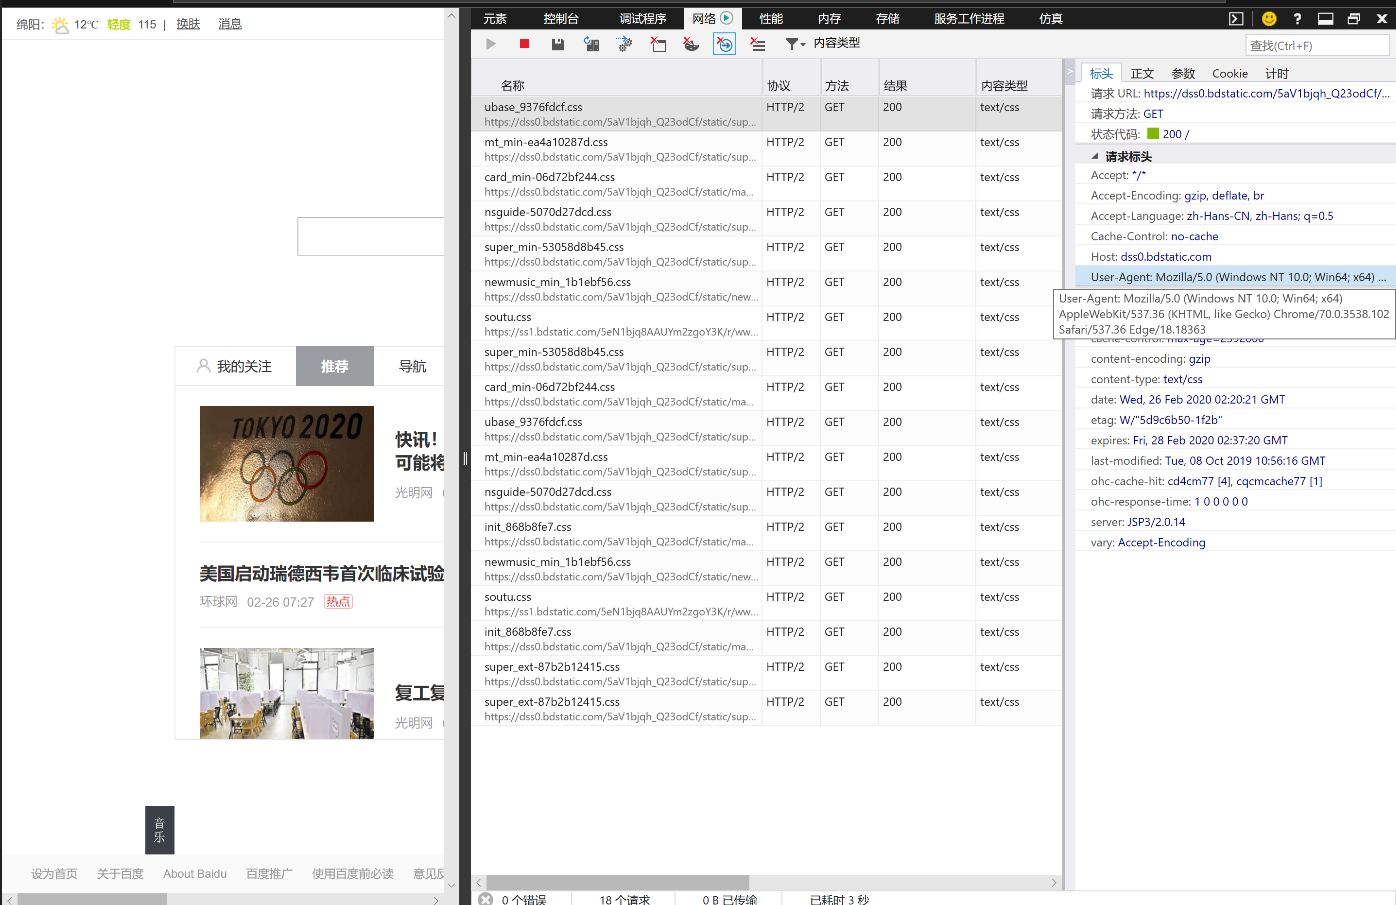 绵阳: 12℃ 轻度 115 | 换肤 消息
我的关注 推荐 导航
TOKYO 2020
快讯!
可能将
光明网
美国启动瑞德西韦首次临床试验
环球网 02-26 07:27 热点
复工复
光明网
音
乐
设为首页 关于百度 About Baidu 百度推广 使用百度前必读 意见反
元素 控制台 调试程序 网络 性能 内存 存储 服务工作进程 仿真
内容类型
查找(Ctrl+F)
名称 协议 方法 结果 内容类型
ubase_9376fdcf.css HTTP/2 GET 200 text/css
https://dss0.bdstatic.com/5aV1bjqh_Q23odCf/static/sup...
mt_min-ea4a10287d.css HTTP/2 GET 200 text/css
https://dss0.bdstatic.com/5aV1bjqh_Q23odCf/static/sup...
card_min-06d72bf244.css HTTP/2 GET 200 text/css
https://dss0.bdstatic.com/5aV1bjqh_Q23odCf/static/ma...
nsguide-5070d27dcd.css HTTP/2 GET 200 text/css
https://dss0.bdstatic.com/5aV1bjqh_Q23odCf/static/sup...
super_min-53058d8b45.css HTTP/2 GET 200 text/css
https://dss0.bdstatic.com/5aV1bjqh_Q23odCf/static/sup...
newmusic_min_1b1ebf56.css HTTP/2 GET 200 text/css
https://dss0.bdstatic.com/5aV1bjqh_Q23odCf/static/new...
soutu.css HTTP/2 GET 200 text/css
https://ss1.bdstatic.com/5eN1bjq8AAUYm2zgoY3K/r/ww...
super_min-53058d8b45.css HTTP/2 GET 200 text/css
https://dss0.bdstatic.com/5aV1bjqh_Q23odCf/static/sup...
card_min-06d72bf244.css HTTP/2 GET 200 text/css
https://dss0.bdstatic.com/5aV1bjqh_Q23odCf/static/ma...
ubase_9376fdcf.css HTTP/2 GET 200 text/css
https://dss0.bdstatic.com/5aV1bjqh_Q23odCf/static/sup...
mt_min-ea4a10287d.css HTTP/2 GET 200 text/css
https://dss0.bdstatic.com/5aV1bjqh_Q23odCf/static/sup...
nsguide-5070d27dcd.css HTTP/2 GET 200 text/css
https://dss0.bdstatic.com/5aV1bjqh_Q23odCf/static/sup...
init_868b8fe7.css HTTP/2 GET 200 text/css
https://dss0.bdstatic.com/5aV1bjqh_Q23odCf/static/ma...
newmusic_min_1b1ebf56.css HTTP/2 GET 200 text/css
https://dss0.bdstatic.com/5aV1bjqh_Q23odCf/static/new...
soutu.css HTTP/2 GET 200 text/css
https://ss1.bdstatic.com/5eN1bjq8AAUYm2zgoY3K/r/ww...
init_868b8fe7.css HTTP/2 GET 200 text/css
https://dss0.bdstatic.com/5aV1bjqh_Q23odCf/static/ma...
super_ext-87b2b12415.css HTTP/2 GET 200 text/css
https://dss0.bdstatic.com/5aV1bjqh_Q23odCf/static/sup...
super_ext-87b2b12415.css HTTP/2 GET 200 text/css
https://dss0.bdstatic.com/5aV1bjqh_Q23odCf/static/sup...
0 个错误 18 个请求 0 B 已传输 已耗时 3 秒
标头 正文 参数 Cookie 计时
请求 URL: https://dss0.bdstatic.com/5aV1bjqh_Q23odCf/...
请求方法: GET
状态代码: 200 /
请求标头
Accept: */*
Accept-Encoding: gzip, deflate, br
Accept-Language: zh-Hans-CN, zh-Hans; q=0.5
Cache-Control: no-cache
Host: dss0.bdstatic.com
User-Agent: Mozilla/5.0 (Windows NT 10.0; Win64; x64) ...
User-Agent: Mozilla/5.0 (Windows NT 10.0; Win64; x64)
AppleWebKit/537.36 (KHTML, like Gecko) Chrome/70.0.3538.102
Safari/537.36 Edge/18.18363
cache-control: max-age=2592000
content-encoding: gzip
content-type: text/css
date: Wed, 26 Feb 2020 02:20:21 GMT
etag: W/"5d9c6b50-1f2b"
expires: Fri, 28 Feb 2020 02:37:20 GMT
last-modified: Tue, 08 Oct 2019 10:56:16 GMT
ohc-cache-hit: cd4cm77 [4], cqcmcache77 [1]
ohc-response-time: 1 0 0 0 0 0
server: JSP3/2.0.14
vary: Accept-Encoding